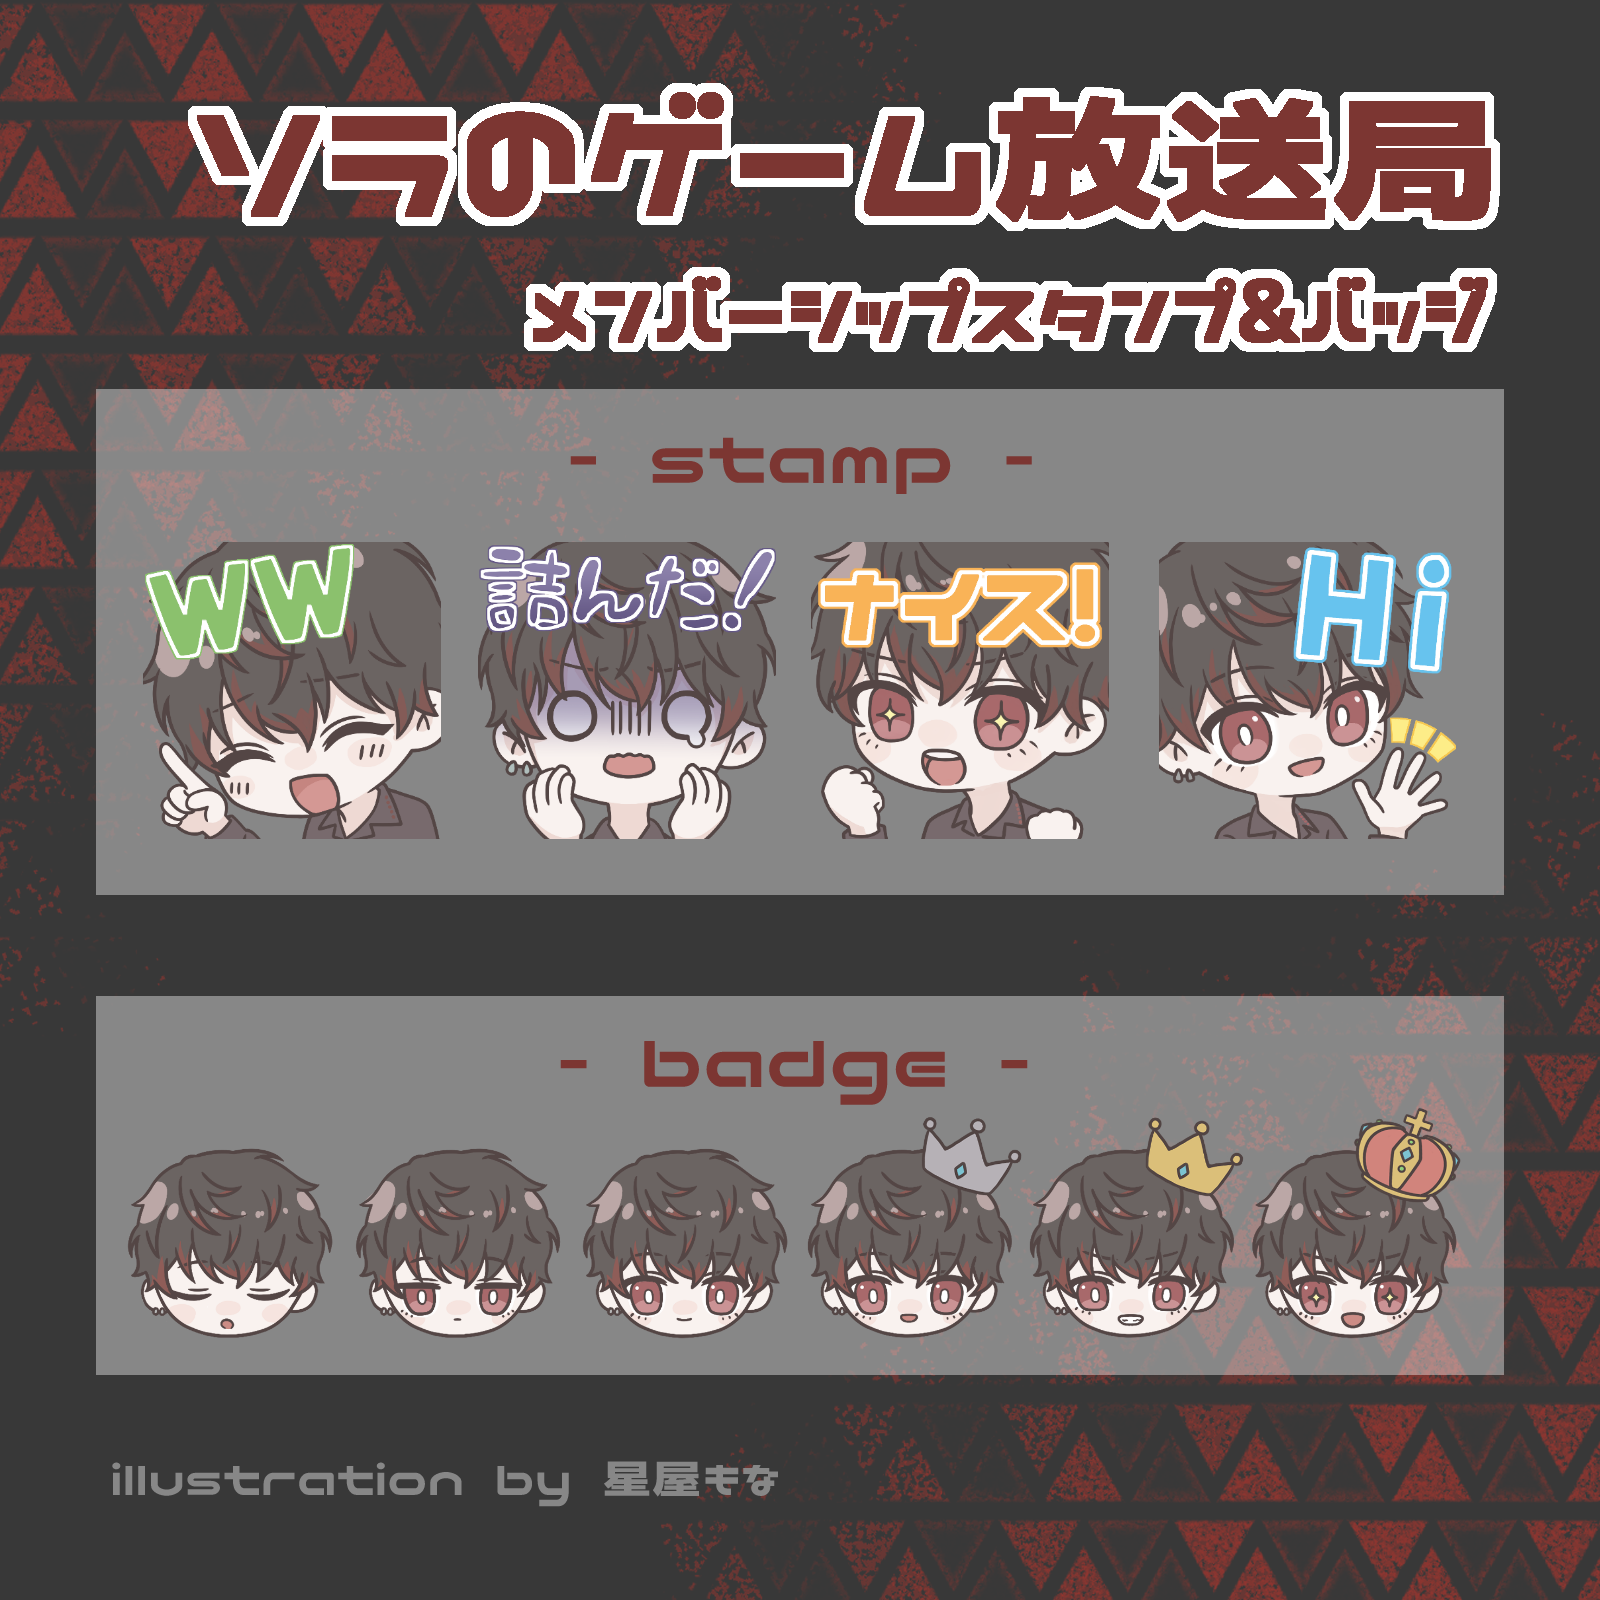 ソラのゲーム放送局
メンバーシップスタンプ&バッジ
- stamp -
WW
詰んだ!
ナイス!
Hi
- badge -
illustration by 星屋もな